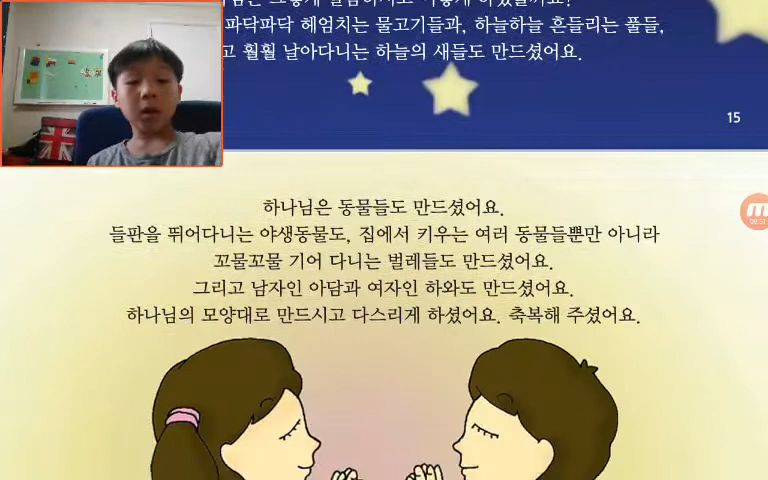 파닥파닥 헤엄치는 물고기들과, 하늘하늘 흔들리는 풀들,
고 훨훨 날아다니는 하늘의 새들도 만드셨어요.
15
하나님은 동물들도 만드셨어요.
들판을 뛰어다니는 야생동물도, 집에서 키우는 여러 동물들뿐만 아니라
꼬물꼬물 기어 다니는 벌레들도 만드셨어요.
그리고 남자인 아담과 여자인 하와도 만드셨어요.
하나님의 모양대로 만드시고 다스리게 하셨어요. 축복해 주셨어요.